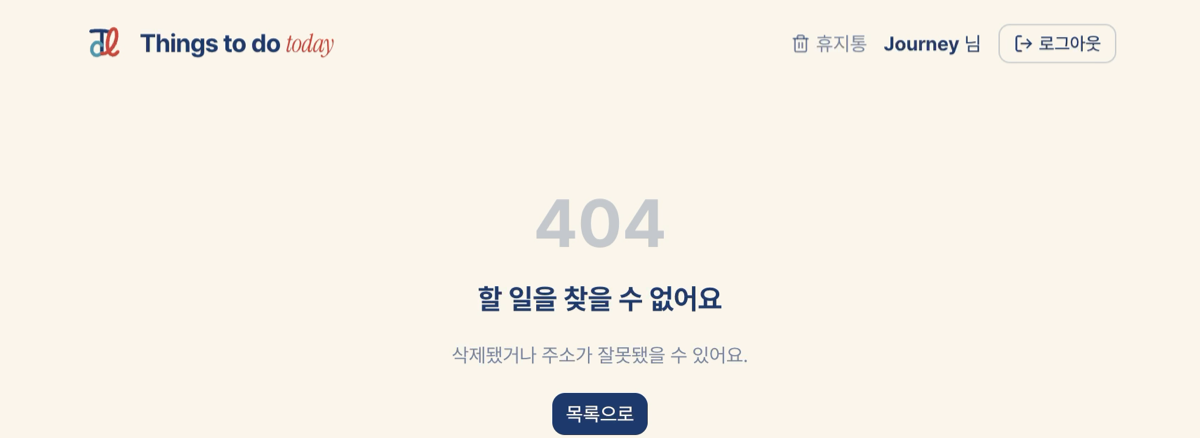 Things to do today
휴지통 Journey 님 로그아웃
404
할 일을 찾을 수 없어요
삭제됐거나 주소가 잘못됐을 수 있어요.
목록으로